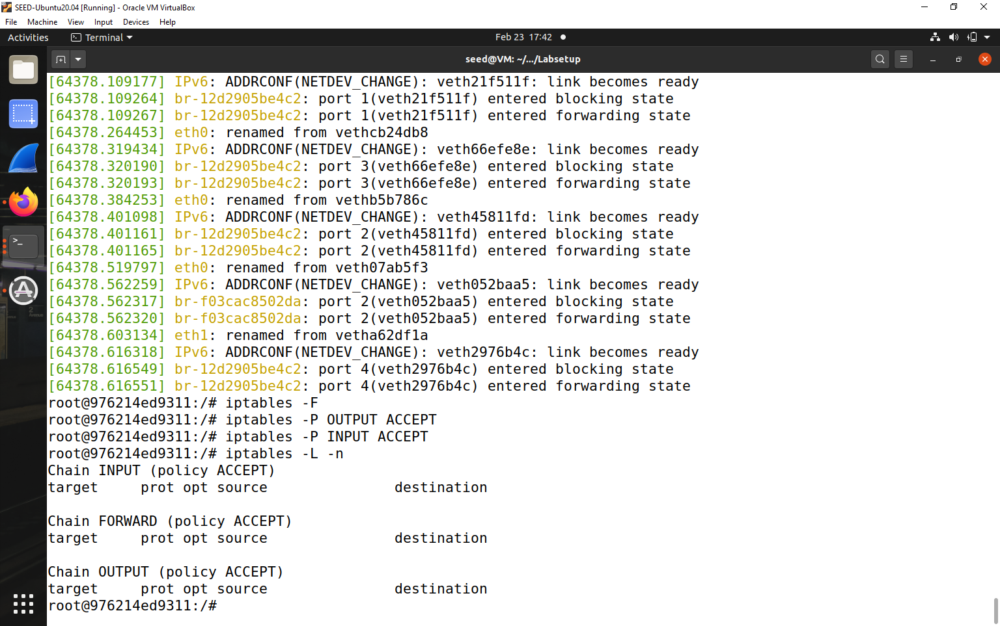 SEED-Ubuntu20.04 [Running] - Oracle VM VirtualBox
File Machine View Input Devices Help
Activities Terminal Feb 23 17:42
seed@VM: ~/.../Labsetup
[64378.109177] IPv6: ADDRCONF(NETDEV_CHANGE): veth21f511f: link becomes ready
[64378.109264] br-12d2905be4c2: port 1(veth21f511f) entered blocking state
[64378.109267] br-12d2905be4c2: port 1(veth21f511f) entered forwarding state
[64378.264453] eth0: renamed from vethcb24db8
[64378.319434] IPv6: ADDRCONF(NETDEV_CHANGE): veth66efe8e: link becomes ready
[64378.320190] br-12d2905be4c2: port 3(veth66efe8e) entered blocking state
[64378.320193] br-12d2905be4c2: port 3(veth66efe8e) entered forwarding state
[64378.384253] eth0: renamed from vethb5b786c
[64378.401098] IPv6: ADDRCONF(NETDEV_CHANGE): veth45811fd: link becomes ready
[64378.401161] br-12d2905be4c2: port 2(veth45811fd) entered blocking state
[64378.401165] br-12d2905be4c2: port 2(veth45811fd) entered forwarding state
[64378.519797] eth0: renamed from veth07ab5f3
[64378.562259] IPv6: ADDRCONF(NETDEV_CHANGE): veth052baa5: link becomes ready
[64378.562317] br-f03cac8502da: port 2(veth052baa5) entered blocking state
[64378.562320] br-f03cac8502da: port 2(veth052baa5) entered forwarding state
[64378.603134] eth1: renamed from vetha62df1a
[64378.616318] IPv6: ADDRCONF(NETDEV_CHANGE): veth2976b4c: link becomes ready
[64378.616549] br-12d2905be4c2: port 4(veth2976b4c) entered blocking state
[64378.616551] br-12d2905be4c2: port 4(veth2976b4c) entered forwarding state
root@976214ed9311:/# iptables -F
root@976214ed9311:/# iptables -P OUTPUT ACCEPT
root@976214ed9311:/# iptables -P INPUT ACCEPT
root@976214ed9311:/# iptables -L -n
Chain INPUT (policy ACCEPT)
target     prot opt source               destination

Chain FORWARD (policy ACCEPT)
target     prot opt source               destination

Chain OUTPUT (policy ACCEPT)
target     prot opt source               destination
root@976214ed9311:/#